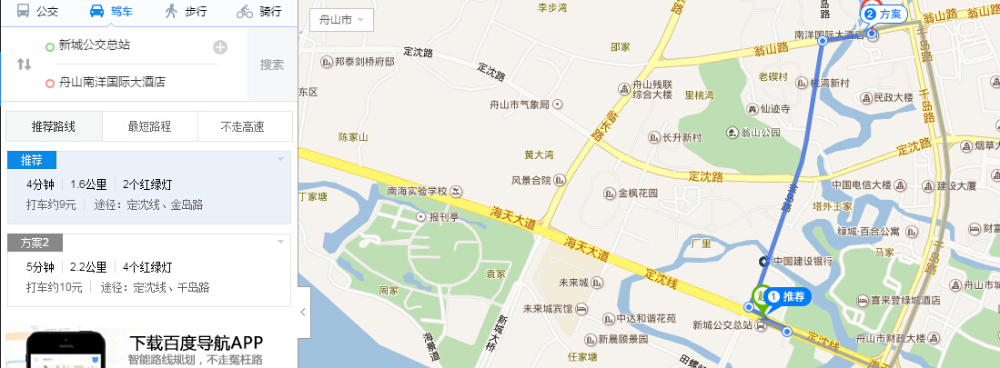 公交
驾车
步行
骑行
新城公交总站
舟山南洋国际大酒店
搜索
推荐路线
最短路程
不走高速
推荐
4分钟 1.6公里 2个红绿灯
打车约9元 途径：定沈线、金岛路
方案2
5分钟 2.2公里 4个红绿灯
打车约10元 途径：定沈线、千岛路
下载百度导航APP
智能路线规划，不走冤枉路
舟山市
李步湾
岛路
2 方案
翁山路
南洋国际大酒店
翁山路
千岛路
邵家
定沈路
邦泰剑桥府邸
定沈路
老碶村
桃湾新村
舟山残联
综合大楼
里桃湾
民政大楼
东区
舟山市气象局
仙迹寺
千岛路
临长路
翁山公园
陈家山
长升新村
定沈路
烟草大
黄大湾
定沈路
风景合院
中国电信大楼
建设大厦
南海实验学校
金枫花园
丁家塘
塔外王家
报刊亭
海天大道
绿城·百合公寓
财富
海天大道
厂里
马家
中国建设银行
袁家
定沈线
未来城
周家
舟山市
1 推荐
喜来登绿城酒店
未来城宾馆
中达和谐花苑
新城公交总站
新城大桥
海景道
新晨颐景园
定沈线
舟山市财政大楼
任家塘
田螺峙
海天